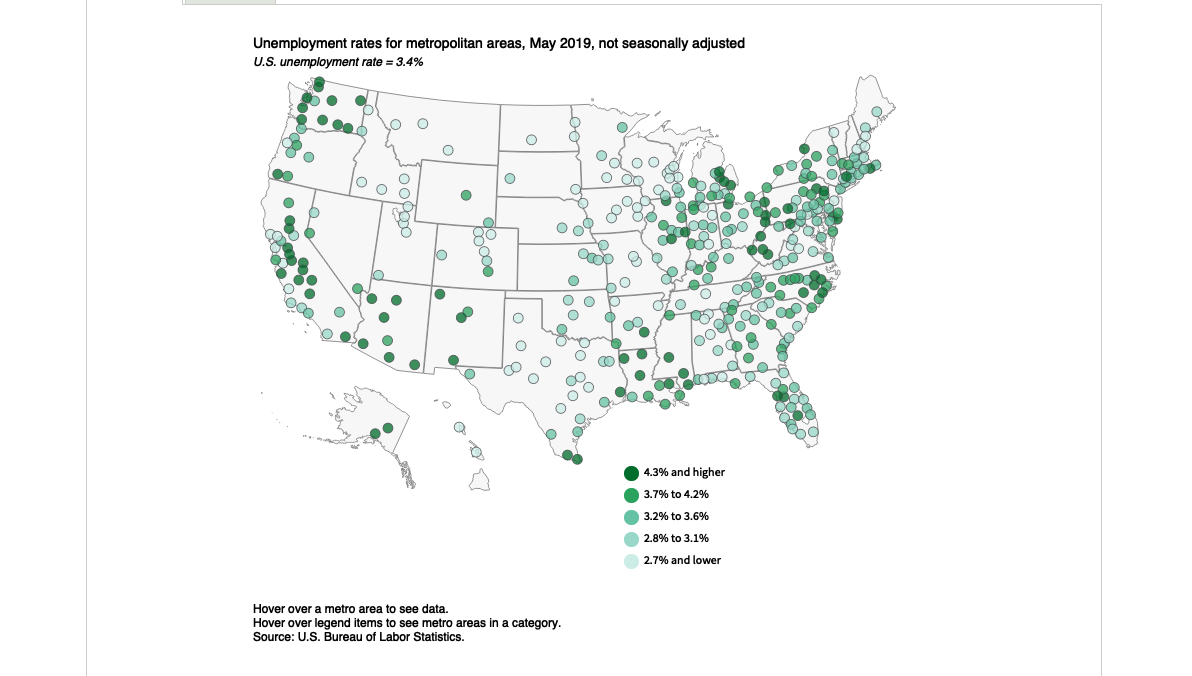 Unemployment rates for metropolitan areas, May 2019, not seasonally adjusted
U.S. unemployment rate = 3.4%
4.3% and higher
3.7% to 4.2%
3.2% to 3.6%
2.8% to 3.1%
2.7% and lower
Hover over a metro area to see data.
Hover over legend items to see metro areas in a category.
Source: U.S. Bureau of Labor Statistics.